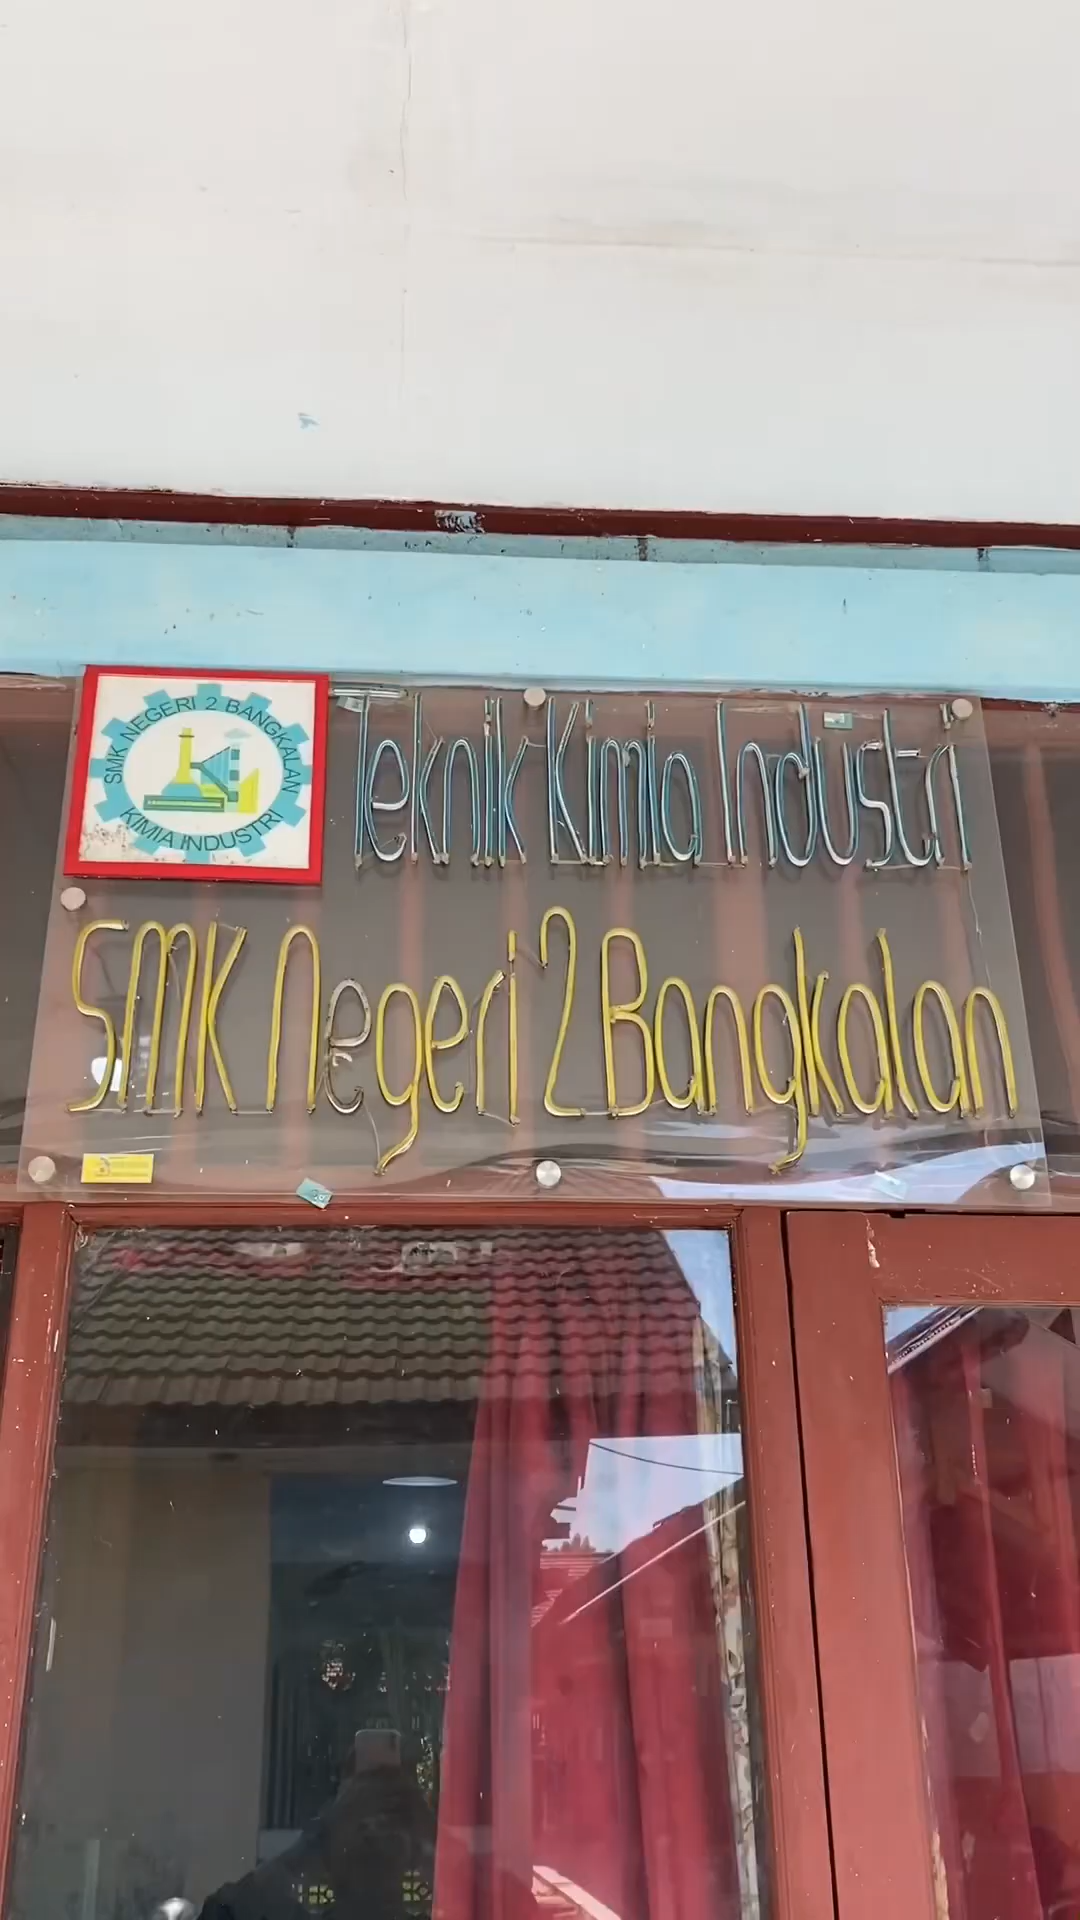 SMK NEGERI 2 BANGKALAN
KIMIA INDUSTRI
Teknik Kimia Industri
SMK Negeri 2 Bangkalan